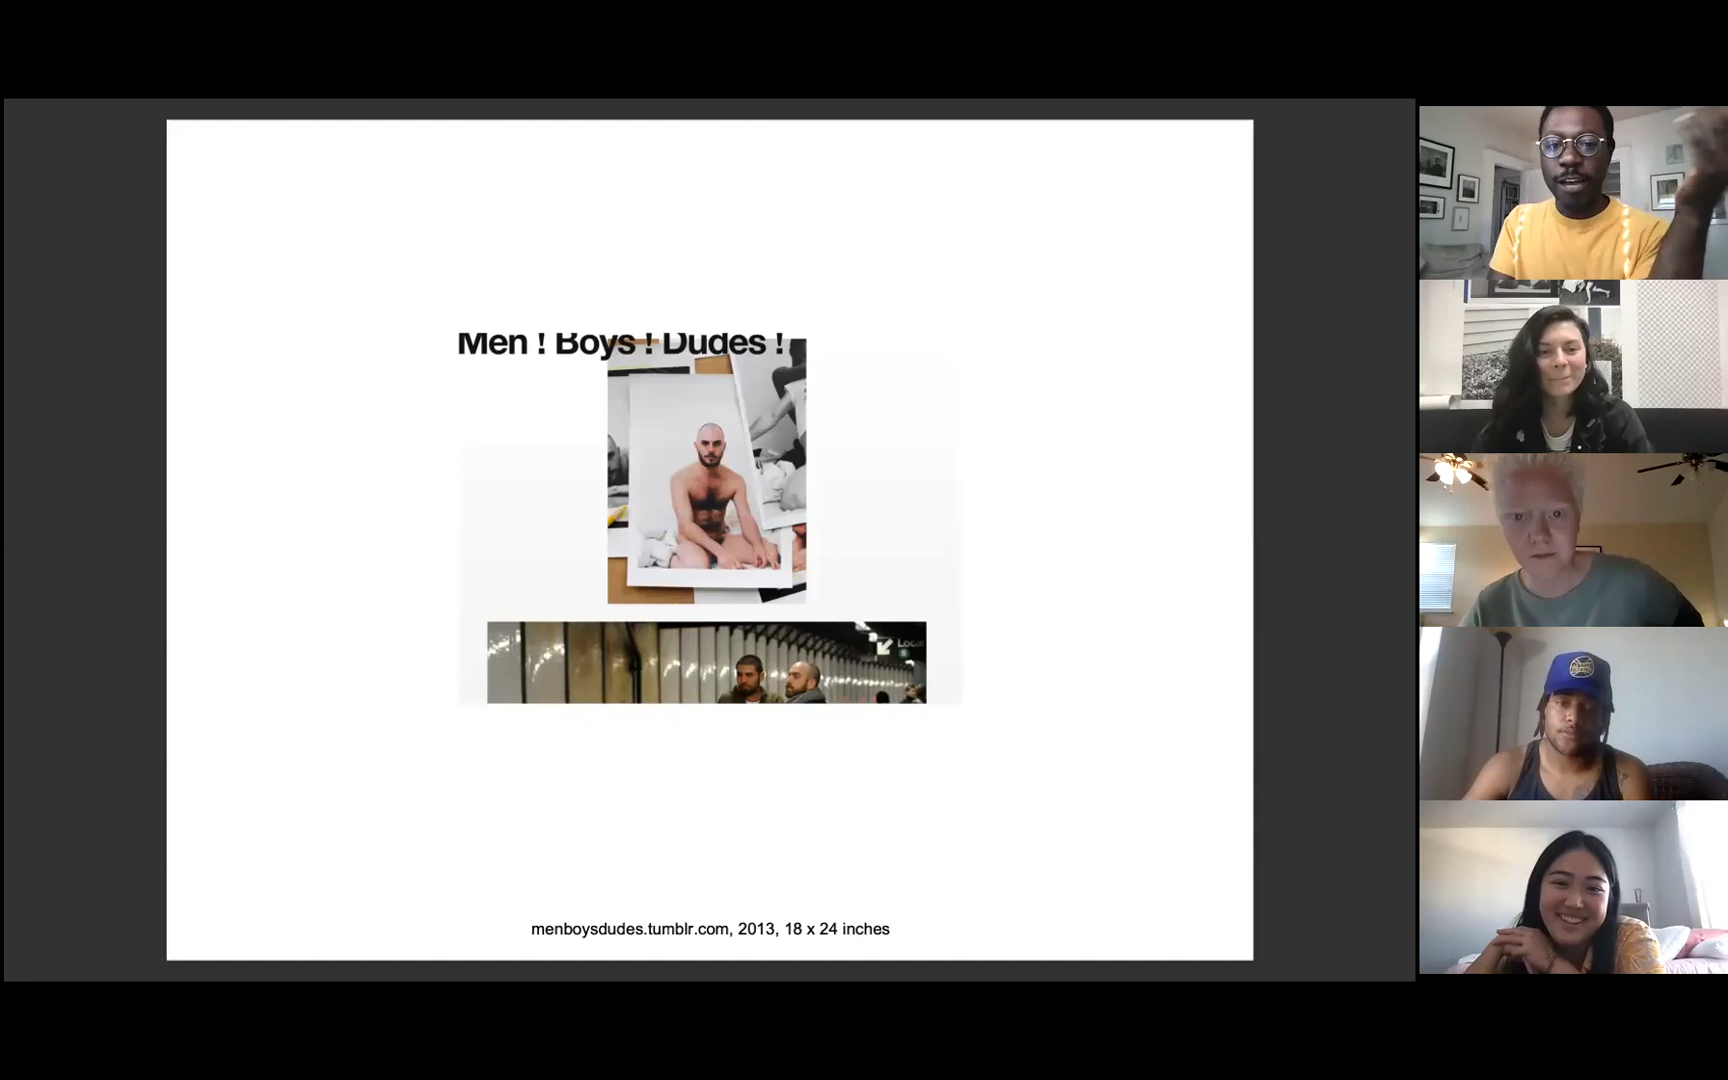 Men ! Boys ! Dudes !
menboysdudes.tumblr.com, 2013, 18 x 24 inches